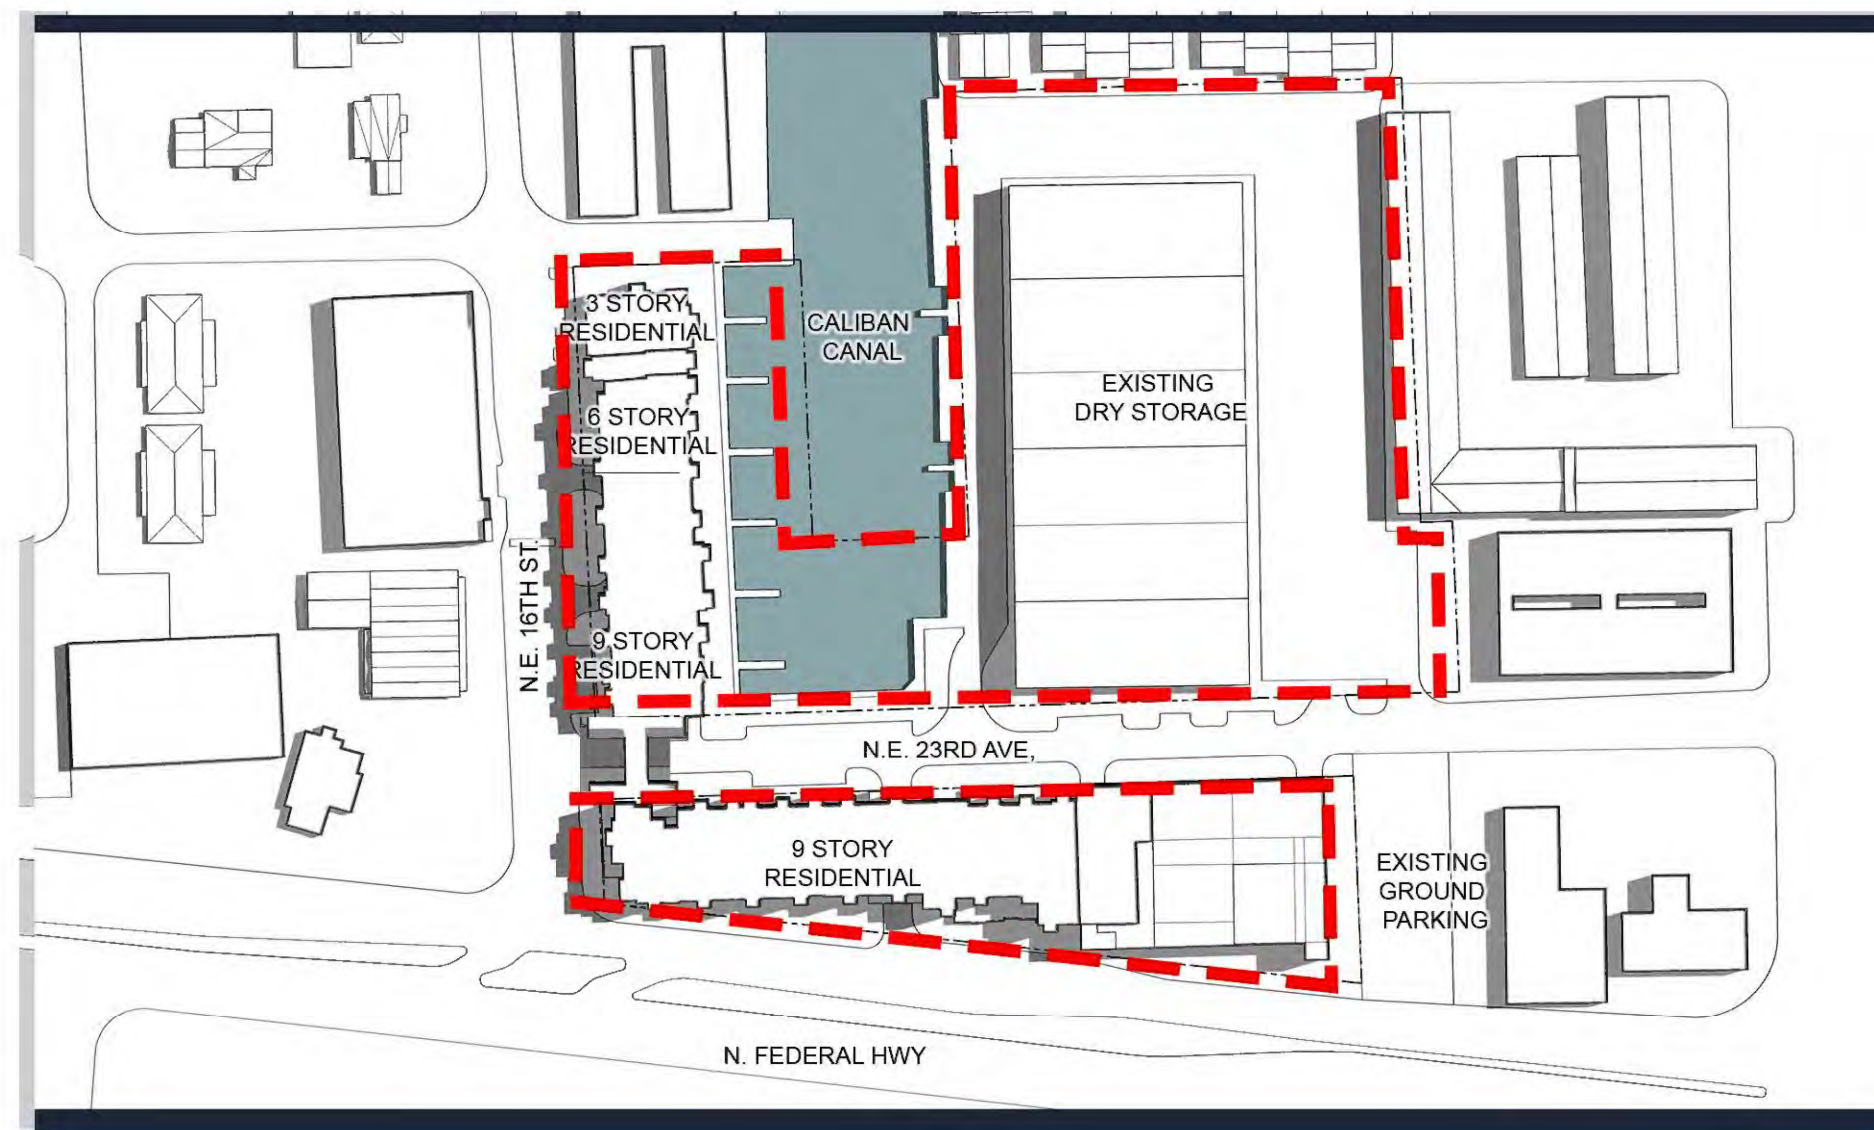 3 STORY
RESIDENTIAL
CALIBAN
CANAL
EXISTING
DRY STORAGE
6 STORY
RESIDENTIAL
N.E. 16TH ST.
9 STORY
RESIDENTIAL
N.E. 23RD AVE,
9 STORY
RESIDENTIAL
EXISTING
GROUND
PARKING
N. FEDERAL HWY